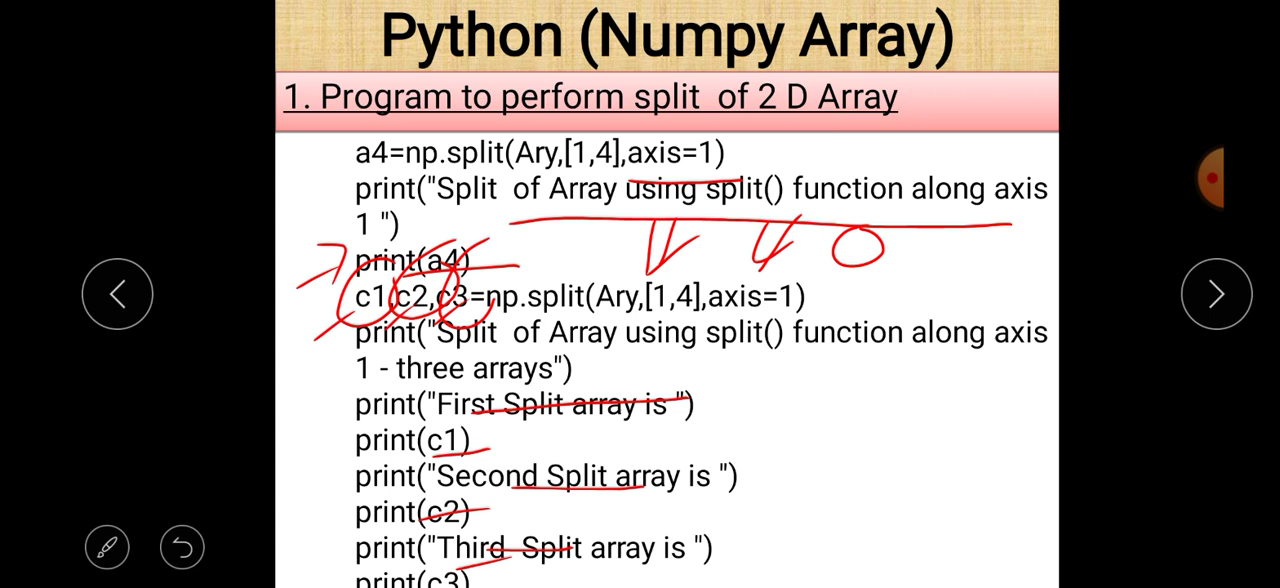 Python (Numpy Array)
1. Program to perform split  of 2 D Array
a4=np.split(Ary,[1,4],axis=1)
print("Split  of Array using split() function along axis
1 ")
print(a4)
c1,c2,c3=np.split(Ary,[1,4],axis=1)
print("Split  of Array using split() function along axis
1 - three arrays")
print("First Split array is ")
print(c1)
print("Second Split array is ")
print(c2)
print("Third  Split array is ")
print(c3)